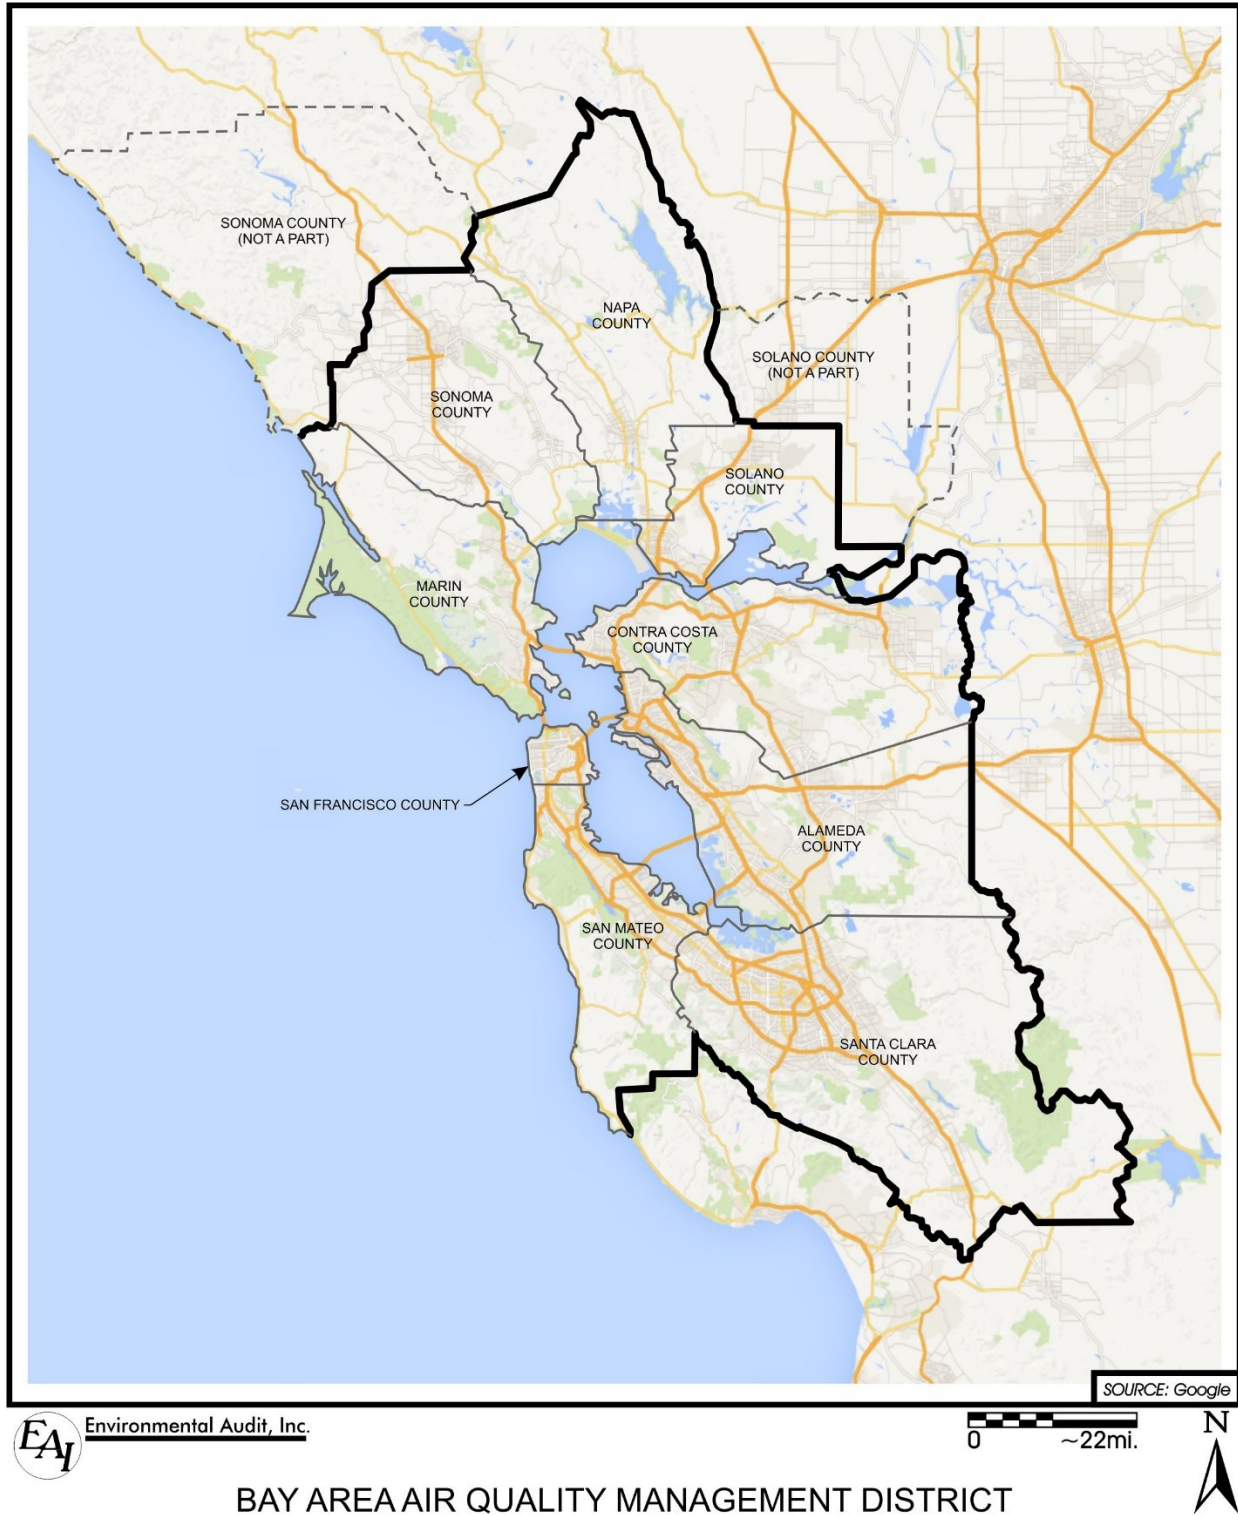 SONOMA COUNTY
(NOT A PART)
NAPA
COUNTY
SOLANO COUNTY
(NOT A PART)
SONOMA
COUNTY
SOLANO
COUNTY
MARIN
COUNTY
CONTRA COSTA
COUNTY
SAN FRANCISCO COUNTY
ALAMEDA
COUNTY
SAN MATEO
COUNTY
SANTA CLARA
COUNTY
SOURCE: Google
EAI
Environmental Audit, Inc.
0
~22mi.
N
BAY AREA AIR QUALITY MANAGEMENT DISTRICT